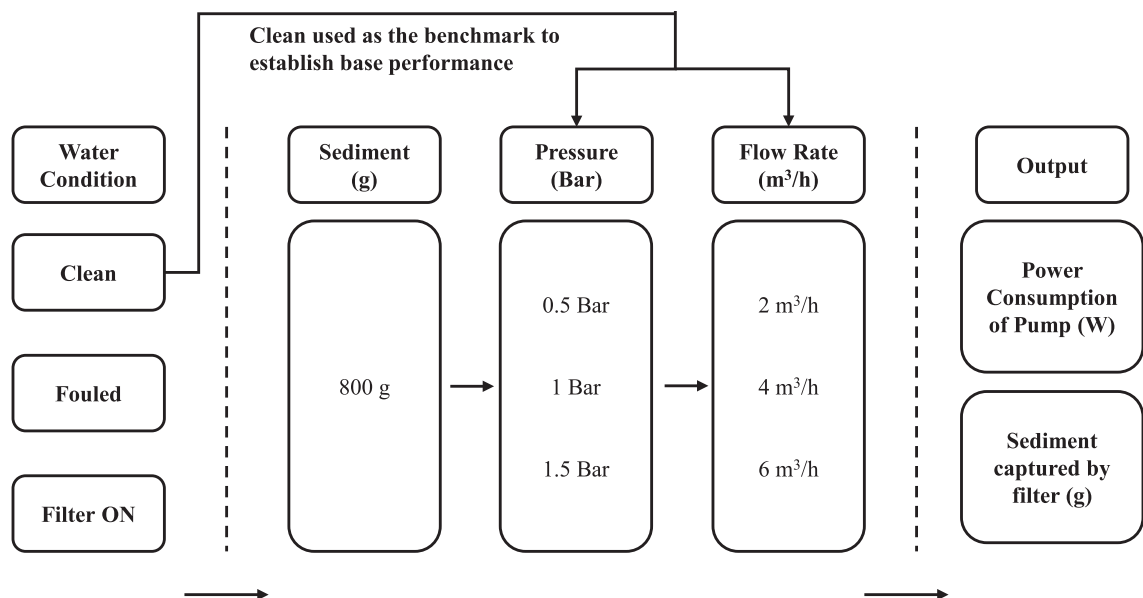 Clean used as the benchmark to
establish base performance
Water
Condition
Sediment
(g)
Pressure
(Bar)
Flow Rate
(m³/h)
Output
Clean
Fouled
Filter ON
800 g
0.5 Bar
1 Bar
1.5 Bar
2 m³/h
4 m³/h
6 m³/h
Power
Consumption
of Pump (W)
Sediment
captured by
filter (g)